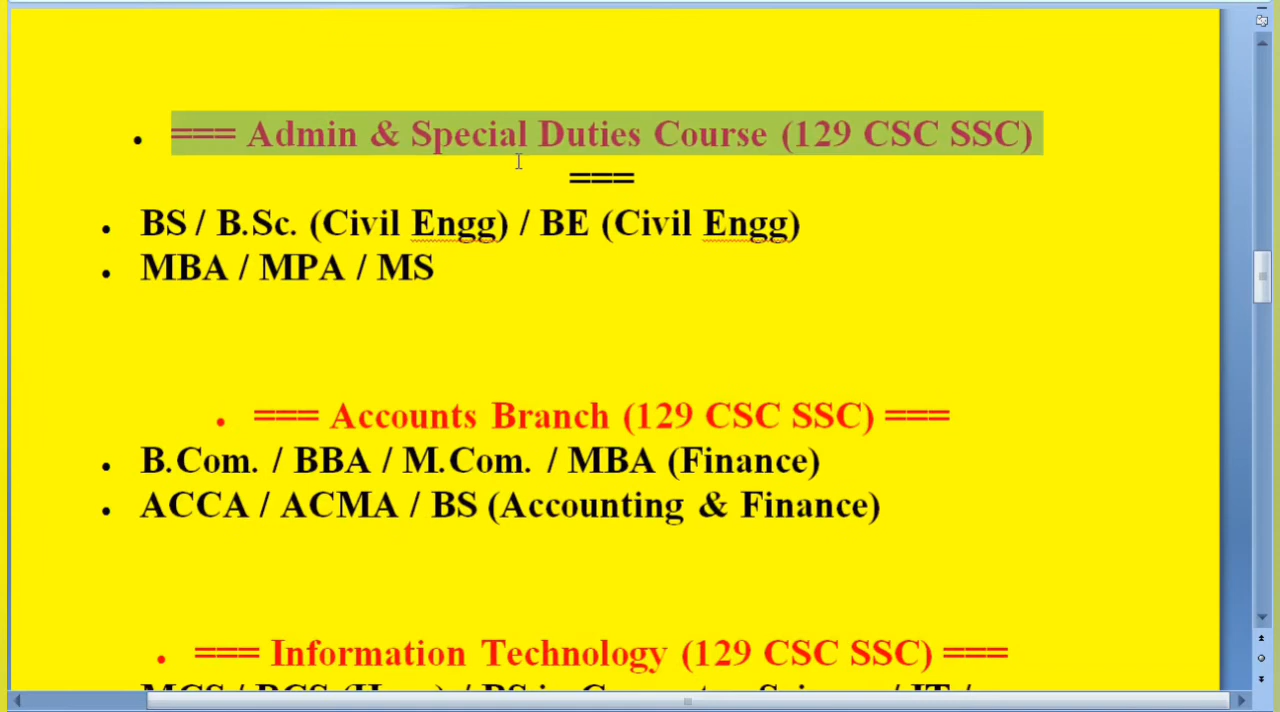 • === Admin & Special Duties Course (129 CSC SSC)
===
• BS / B.Sc. (Civil Engg) / BE (Civil Engg)
• MBA / MPA / MS
• === Accounts Branch (129 CSC SSC) ===
• B.Com. / BBA / M.Com. / MBA (Finance)
• ACCA / ACMA / BS (Accounting & Finance)
• === Information Technology (129 CSC SSC) ===